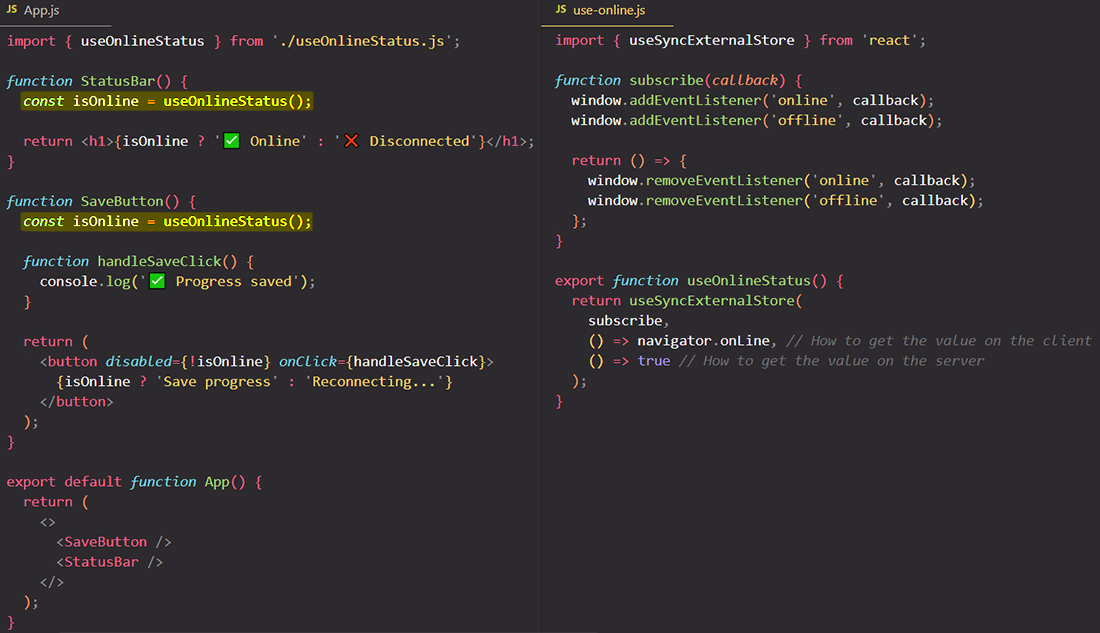 JS App.js
import { useOnlineStatus } from './useOnlineStatus.js';
function StatusBar() {
const isOnline = useOnlineStatus();
return <h1>{isOnline ? '✅ Online' : '❌ Disconnected'}</h1>;
}
function SaveButton() {
const isOnline = useOnlineStatus();
function handleSaveClick() {
console.log('✅ Progress saved');
}
return (
<button disabled={!isOnline} onClick={handleSaveClick}>
{isOnline ? 'Save progress' : 'Reconnecting...'}
</button>
);
}
export default function App() {
return (
<>
<SaveButton />
<StatusBar />
</>
);
}
JS use-online.js
import { useSyncExternalStore } from 'react';
function subscribe(callback) {
window.addEventListener('online', callback);
window.addEventListener('offline', callback);
return () => {
window.removeEventListener('online', callback);
window.removeEventListener('offline', callback);
};
}
export function useOnlineStatus() {
return useSyncExternalStore(
subscribe,
() => navigator.onLine, // How to get the value on the client
() => true // How to get the value on the server
);
}